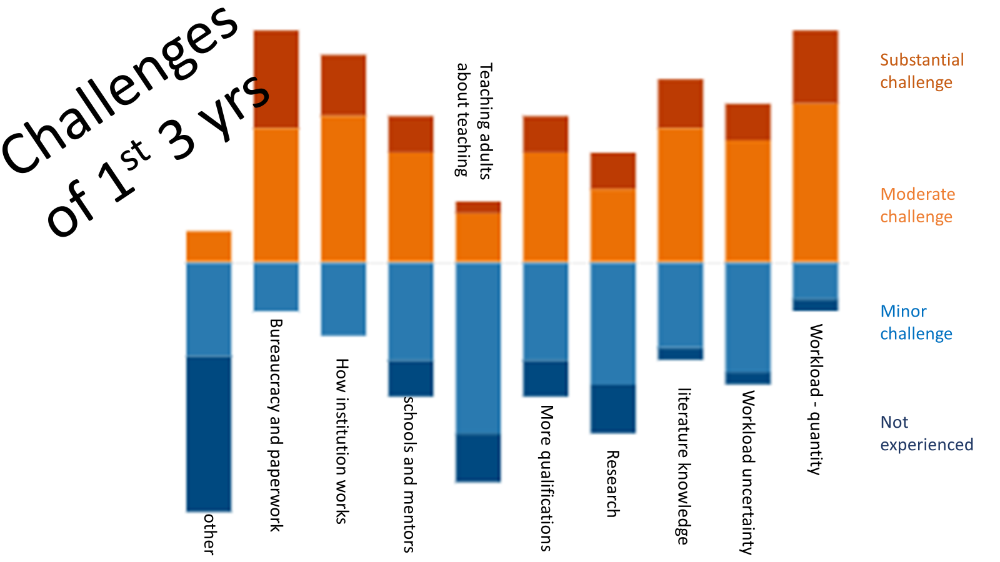 Challenges
of 1st 3 yrs
Teaching adults
about teaching
Substantial
challenge
Moderate
challenge
Minor
challenge
Not
experienced
other
Bureaucracy and paperwork
How institution works
schools and mentors
More qualifications
Research
literature knowledge
Workload uncertainty
Workload - quantity